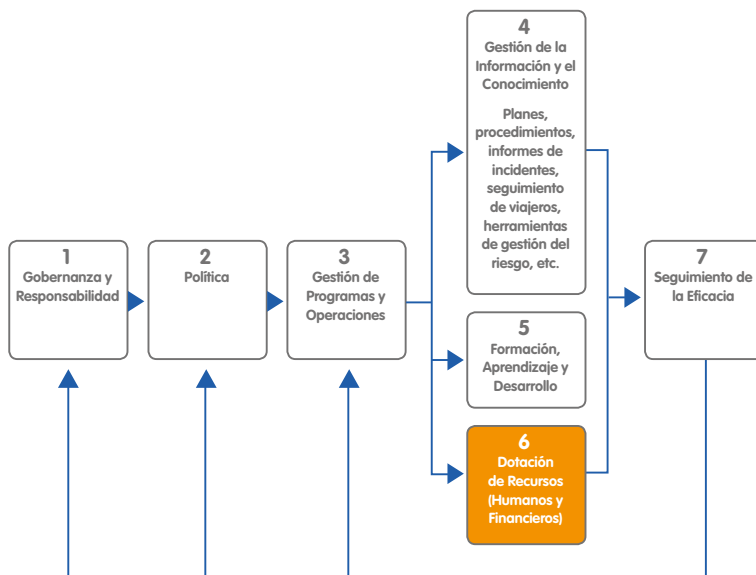 1
Gobernanza y
Responsabilidad
2
Política
3
Gestión de
Programas y
Operaciones
4
Gestión de la
Información y el
Conocimiento
Planes,
procedimientos,
informes de
incidentes,
seguimiento
de viajeros,
herramientas
de gestión del
riesgo, etc.
5
Formación,
Aprendizaje y
Desarrollo
6
Dotación
de Recursos
(Humanos y
Financieros)
7
Seguimiento de
la Eficacia